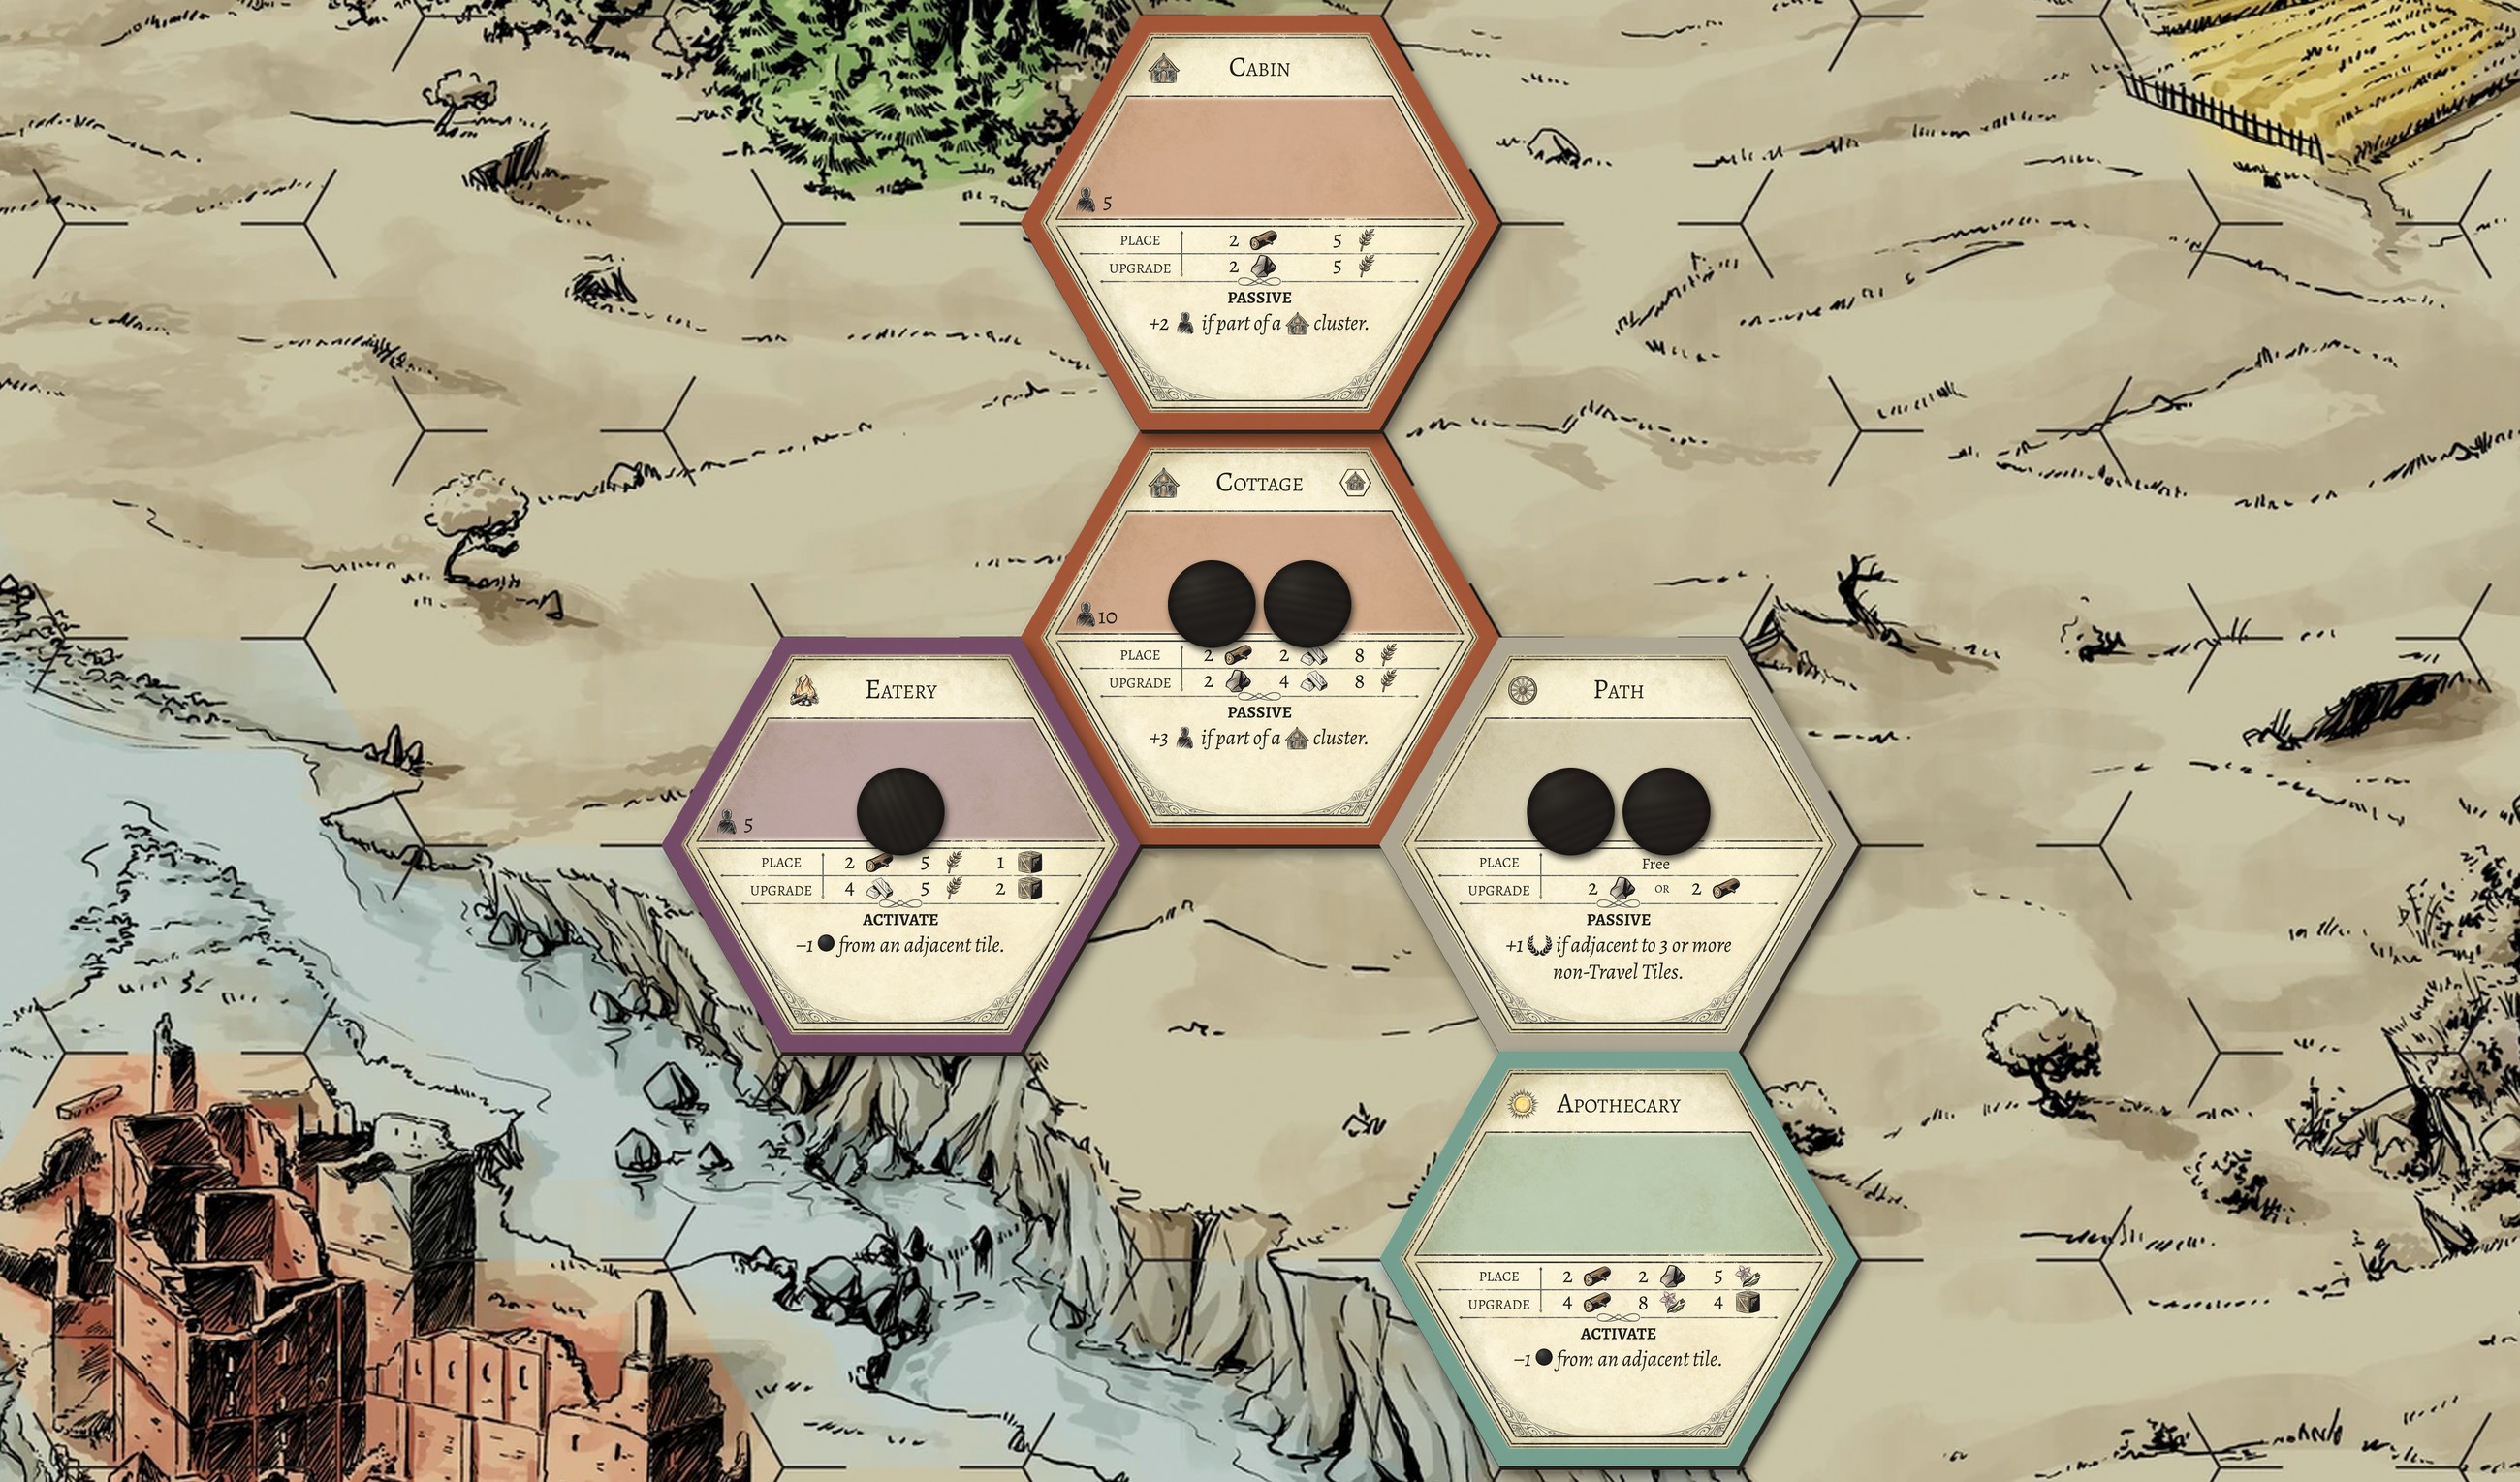 Cabin
5
PLACE 2 5
UPGRADE 2 5
PASSIVE
+2 if part of a cluster.
Cottage
10
PLACE 2 2 8
UPGRADE 2 4 8
PASSIVE
+3 if part of a cluster.
Eatery
5
PLACE 2 5 1
UPGRADE 4 5 2
ACTIVATE
–1 from an adjacent tile.
Path
PLACE Free
UPGRADE 2 OR 2
PASSIVE
+1 if adjacent to 3 or more
non-Travel Tiles.
Apothecary
PLACE 2 2 5
UPGRADE 4 8 4
ACTIVATE
–1 from an adjacent tile.